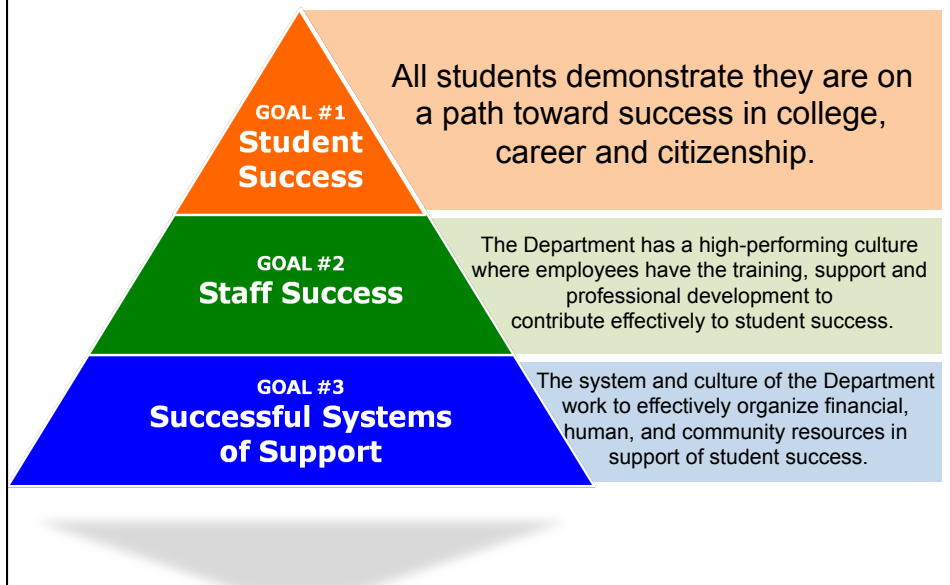 GOAL #1
Student
Success
All students demonstrate they are on
a path toward success in college,
career and citizenship.
GOAL #2
Staff Success
The Department has a high-performing culture
where employees have the training, support and
professional development to
contribute effectively to student success.
GOAL #3
Successful Systems
of Support
The system and culture of the Department
work to effectively organize financial,
human, and community resources in
support of student success.